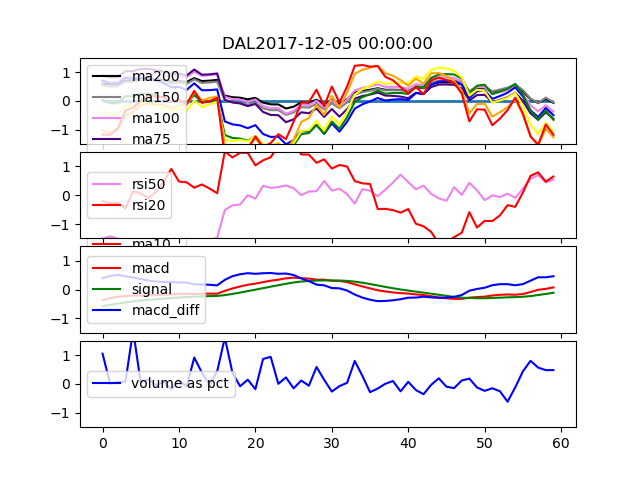 DAL2017-12-05 00:00:00
1
0
−1
ma200
ma150
ma100
ma75
1
0
−1
rsi50
rsi20
ma10
1
0
−1
macd
signal
macd_diff
1
0
−1
volume as pct
0 10 20 30 40 50 60